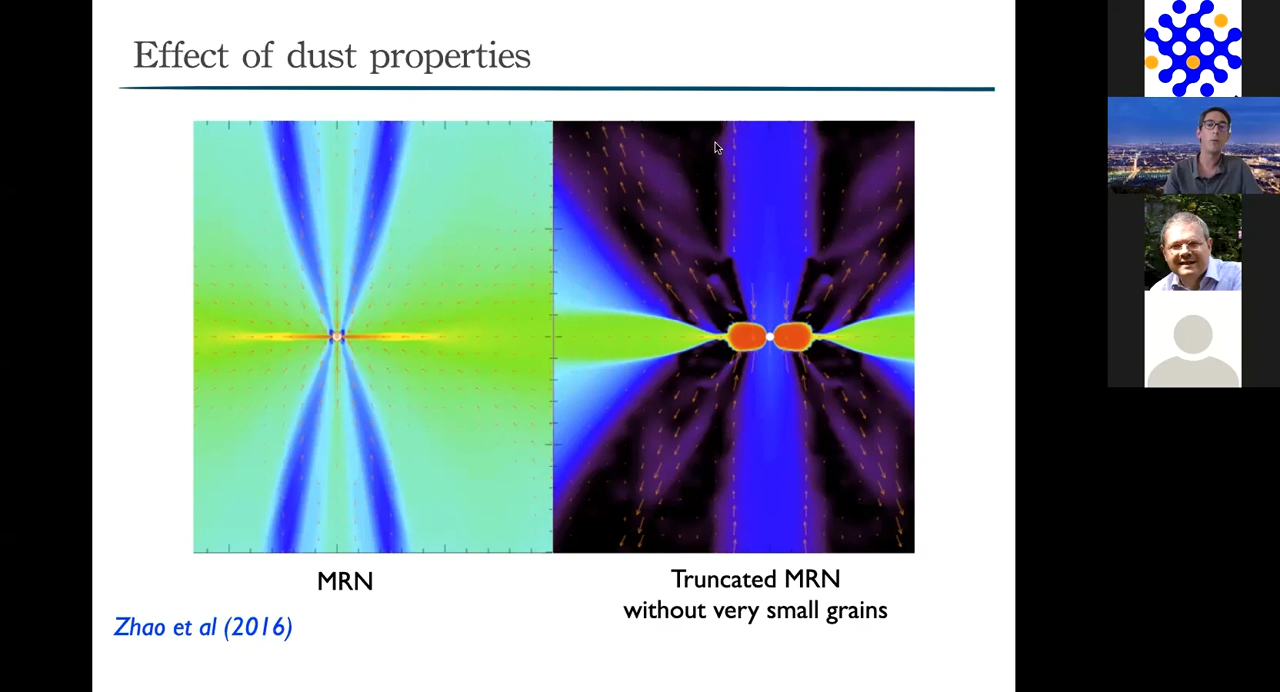 Effect of dust properties
MRN
Truncated MRN
without very small grains
Zhao et al (2016)